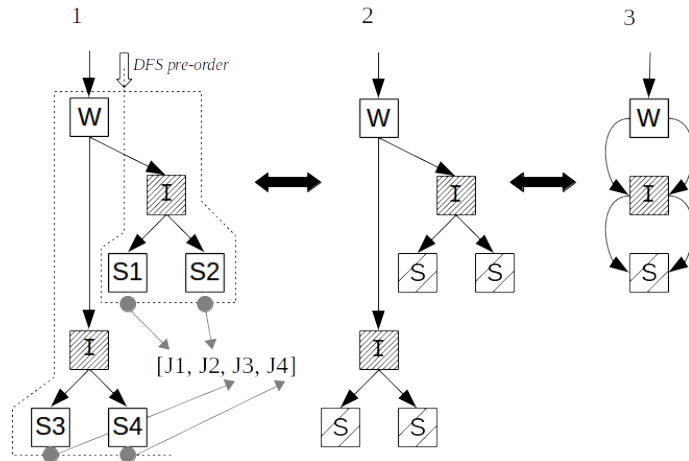 1 2 3
DFS pre-order
W W W
I I I
S1 S2 S S S
I I
[J1, J2, J3, J4]
S3 S4 S S